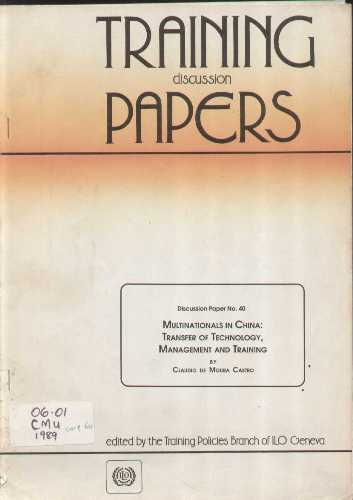 TRAINING
discussion
PAPERS
Discussion Paper No. 40
MULTINATIONALS IN CHINA:
TRANSFER OF TECHNOLOGY,
MANAGEMENT AND TRAINING
BY
CLAUDIO DE MOURA CASTRO
06-01
CMU
1989
edited by the Training Policies Branch of ILO Geneva